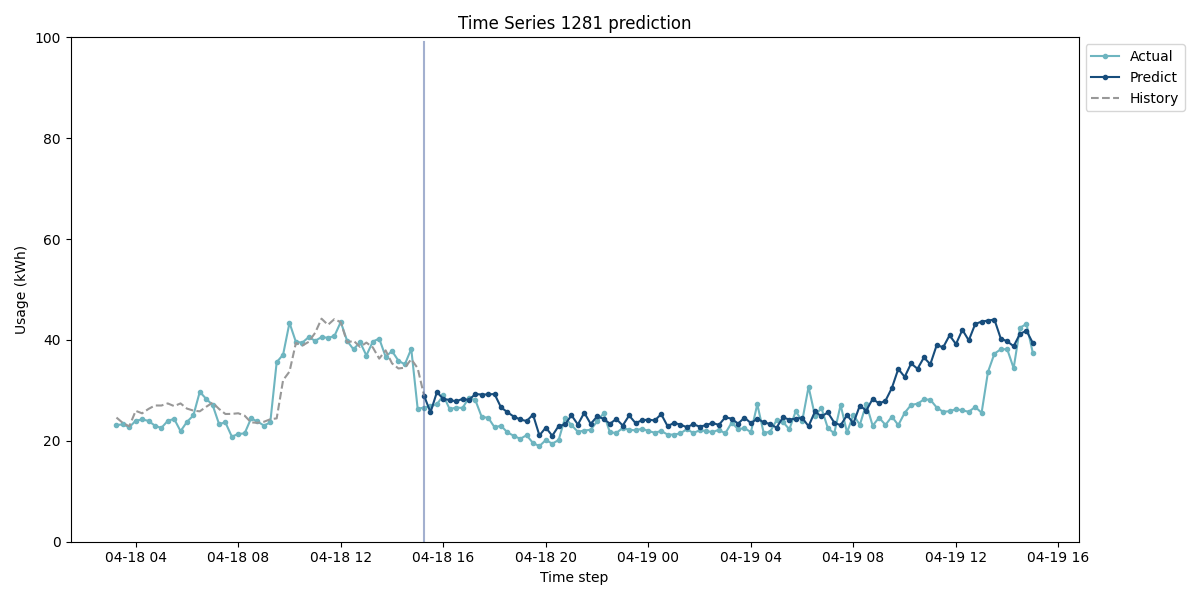 Time Series 1281 prediction
Actual
Predict
History
Usage (kWh)
100
80
60
40
20
0
04-18 04
04-18 08
04-18 12
04-18 16
04-18 20
04-19 00
04-19 04
04-19 08
04-19 12
04-19 16
Time step